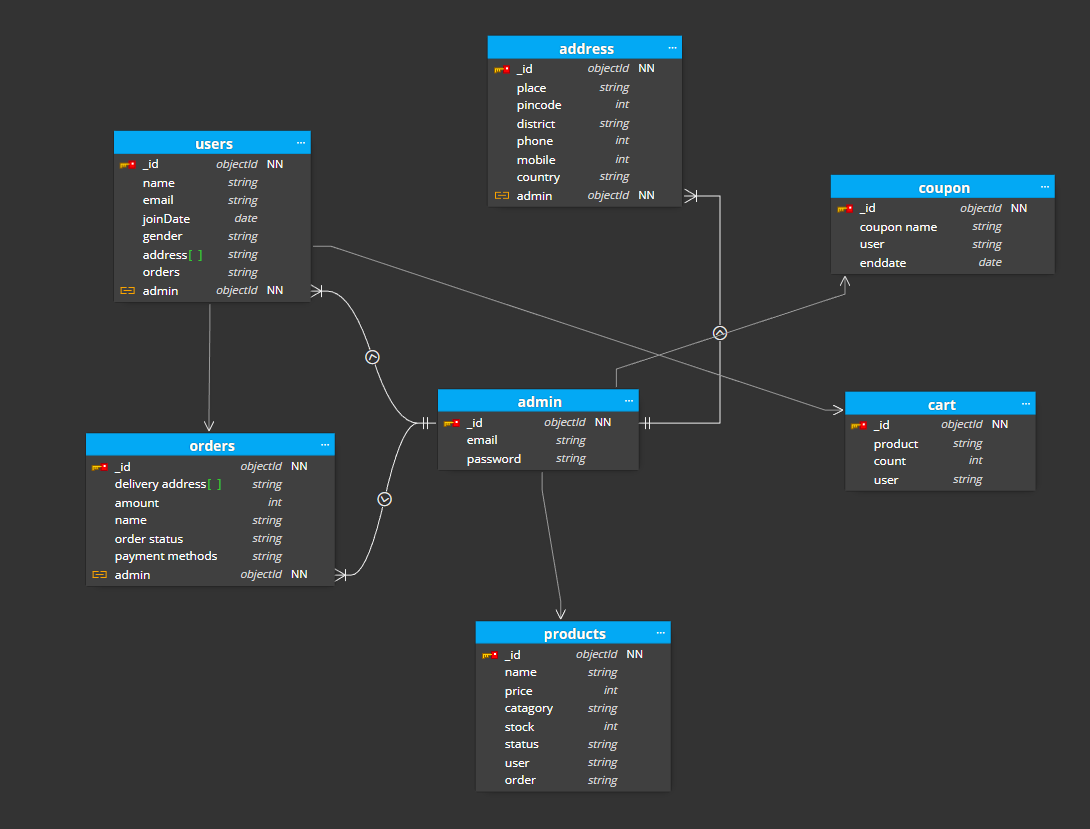 address ...
_id objectId NN
place string
pincode int
district string
phone int
mobile int
country string
admin objectId NN
users ...
_id objectId NN
name string
email string
joinDate date
gender string
address[ ] string
orders string
admin objectId NN
coupon ...
_id objectId NN
coupon name string
user string
enddate date
admin ...
_id objectId NN
email string
password string
cart ...
_id objectId NN
product string
count int
user string
orders ...
_id objectId NN
delivery address[ ] string
amount int
name string
order status string
payment methods string
admin objectId NN
products ...
_id objectId NN
name string
price int
catagory string
stock int
status string
user string
order string